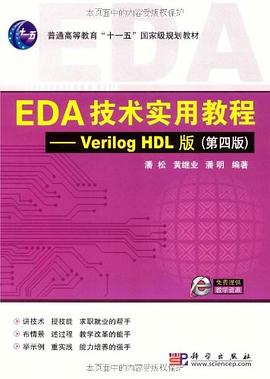 本页面中的内容受版权保护
EDA
十一五
普通高等教育“十一五”国家级规划教材
EDA技术实用教程
——Verilog HDL 版(第四版)
潘 松 黄继业 潘 明 编著
免费提供
教学资源
讲技术 授技能 求职就业的帮手
布情景 述过程 教学改革的能手
举示例 重实践 能力培养的强手
科学出版社
www.sciencep.com
本页面中的内容受版权保护